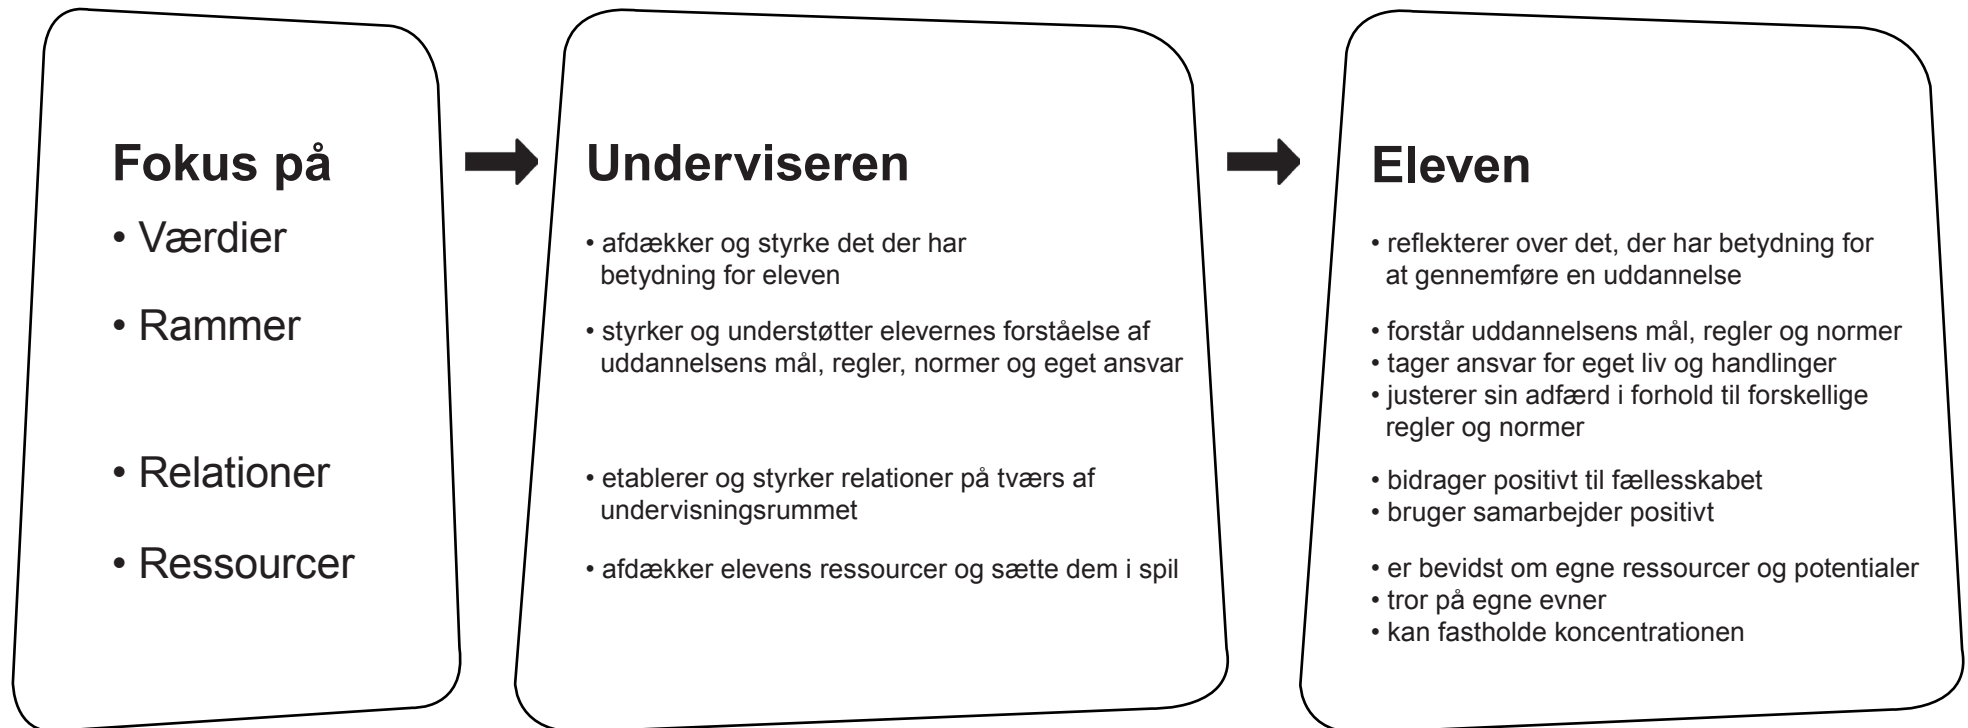 Fokus på
• Værdier
• Rammer
• Relationer
• Ressourcer
Underviseren
• afdækker og styrke det der har
betydning for eleven
• styrker og understøtter elevernes forståelse af
uddannelsens mål, regler, normer og eget ansvar
• etablerer og styrker relationer på tværs af
undervisningsrummet
• afdækker elevens ressourcer og sætte dem i spil
Eleven
• reflekterer over det, der har betydning for
at gennemføre en uddannelse
• forstår uddannelsens mål, regler og normer
• tager ansvar for eget liv og handlinger
• justerer sin adfærd i forhold til forskellige
regler og normer
• bidrager positivt til fællesskabet
• bruger samarbejder positivt
• er bevidst om egne ressourcer og potentialer
• tror på egne evner
• kan fastholde koncentrationen